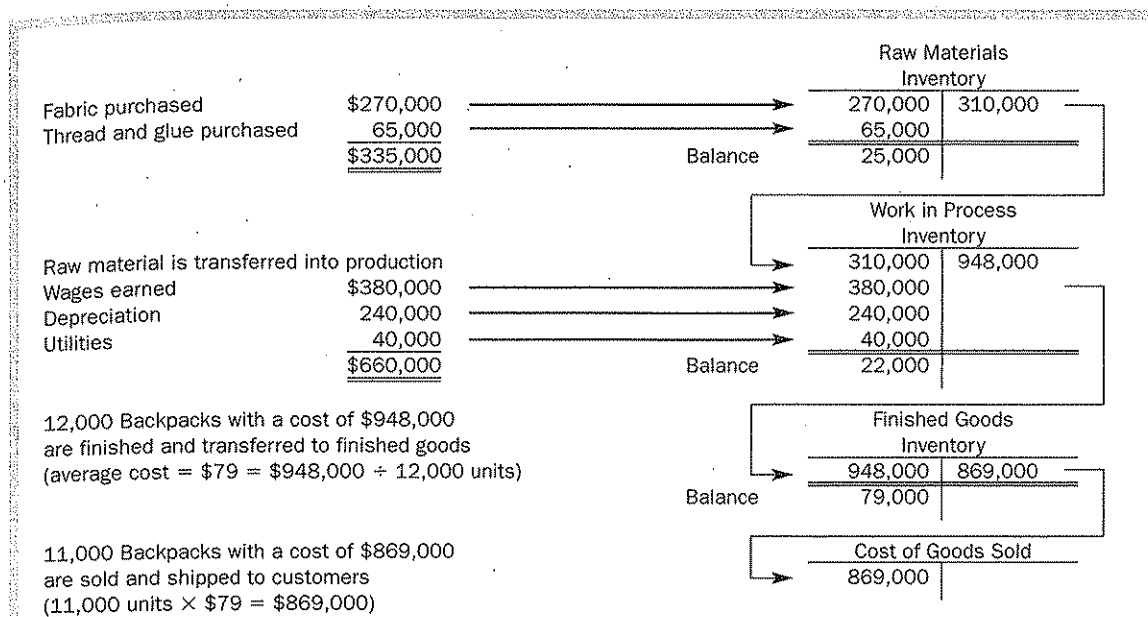 Raw Materials
Inventory
Fabric purchased $270,000 270,000 310,000
Thread and glue purchased 65,000 65,000
$335,000 Balance 25,000
Work in Process
Inventory
Raw material is transferred into production 310,000 948,000
Wages earned $380,000 380,000
Depreciation 240,000 240,000
Utilities 40,000 40,000
$660,000 Balance 22,000
12,000 Backpacks with a cost of $948,000 Finished Goods
are finished and transferred to finished goods Inventory
(average cost = $79 = $948,000 ÷ 12,000 units) 948,000 869,000
Balance 79,000
11,000 Backpacks with a cost of $869,000 Cost of Goods Sold
are sold and shipped to customers 869,000
(11,000 units × $79 = $869,000)